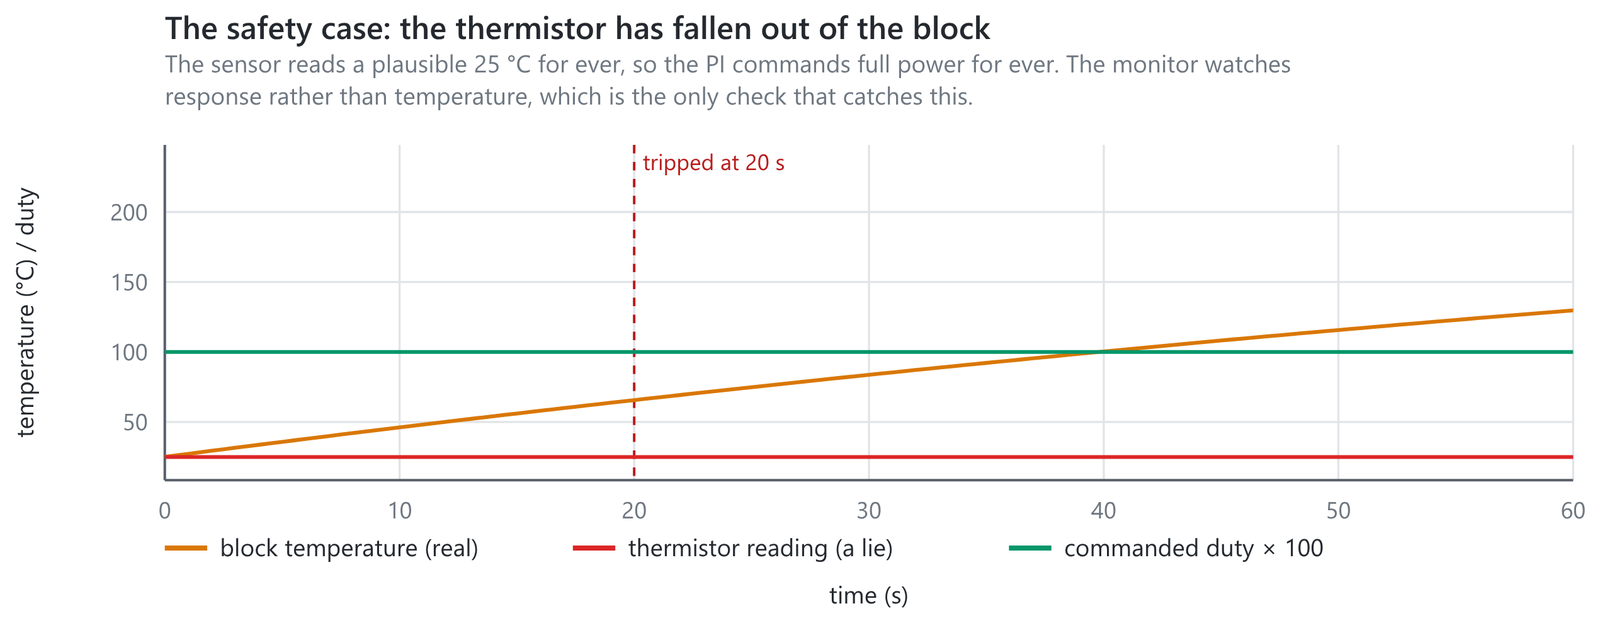 The safety case: the thermistor has fallen out of the block
The sensor reads a plausible 25 °C for ever, so the PI commands full power for ever. The monitor watches
response rather than temperature, which is the only check that catches this.
tripped at 20 s
temperature (°C) / duty
200
150
100
50
0 10 20 30 40 50 60
block temperature (real) thermistor reading (a lie) commanded duty × 100
time (s)